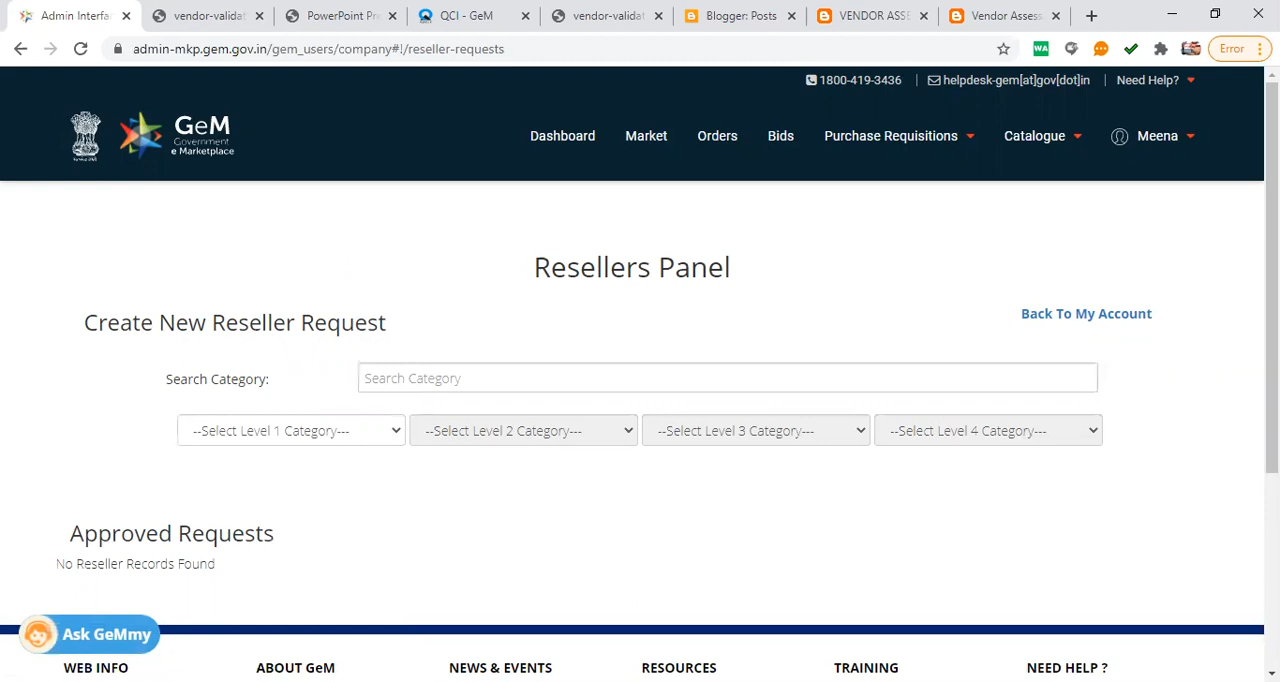 Admin Interfa
vendor-validat
PowerPoint Pre
QCI - GeM
vendor-validat
Blogger: Posts
VENDOR ASSE
Vendor Assess
admin-mkp.gem.gov.in/gem_users/company#!/reseller-requests
WA
Error
1800-419-3436 | helpdesk-gem[at]gov[dot]in | Need Help?
GeM
Government
e Marketplace
Dashboard Market Orders Bids Purchase Requisitions Catalogue Meena
Resellers Panel
Create New Reseller Request
Back To My Account
Search Category:
Search Category
--Select Level 1 Category---
--Select Level 2 Category---
--Select Level 3 Category---
--Select Level 4 Category---
Approved Requests
No Reseller Records Found
Ask GeMmy
WEB INFO ABOUT GeM NEWS & EVENTS RESOURCES TRAINING NEED HELP ?